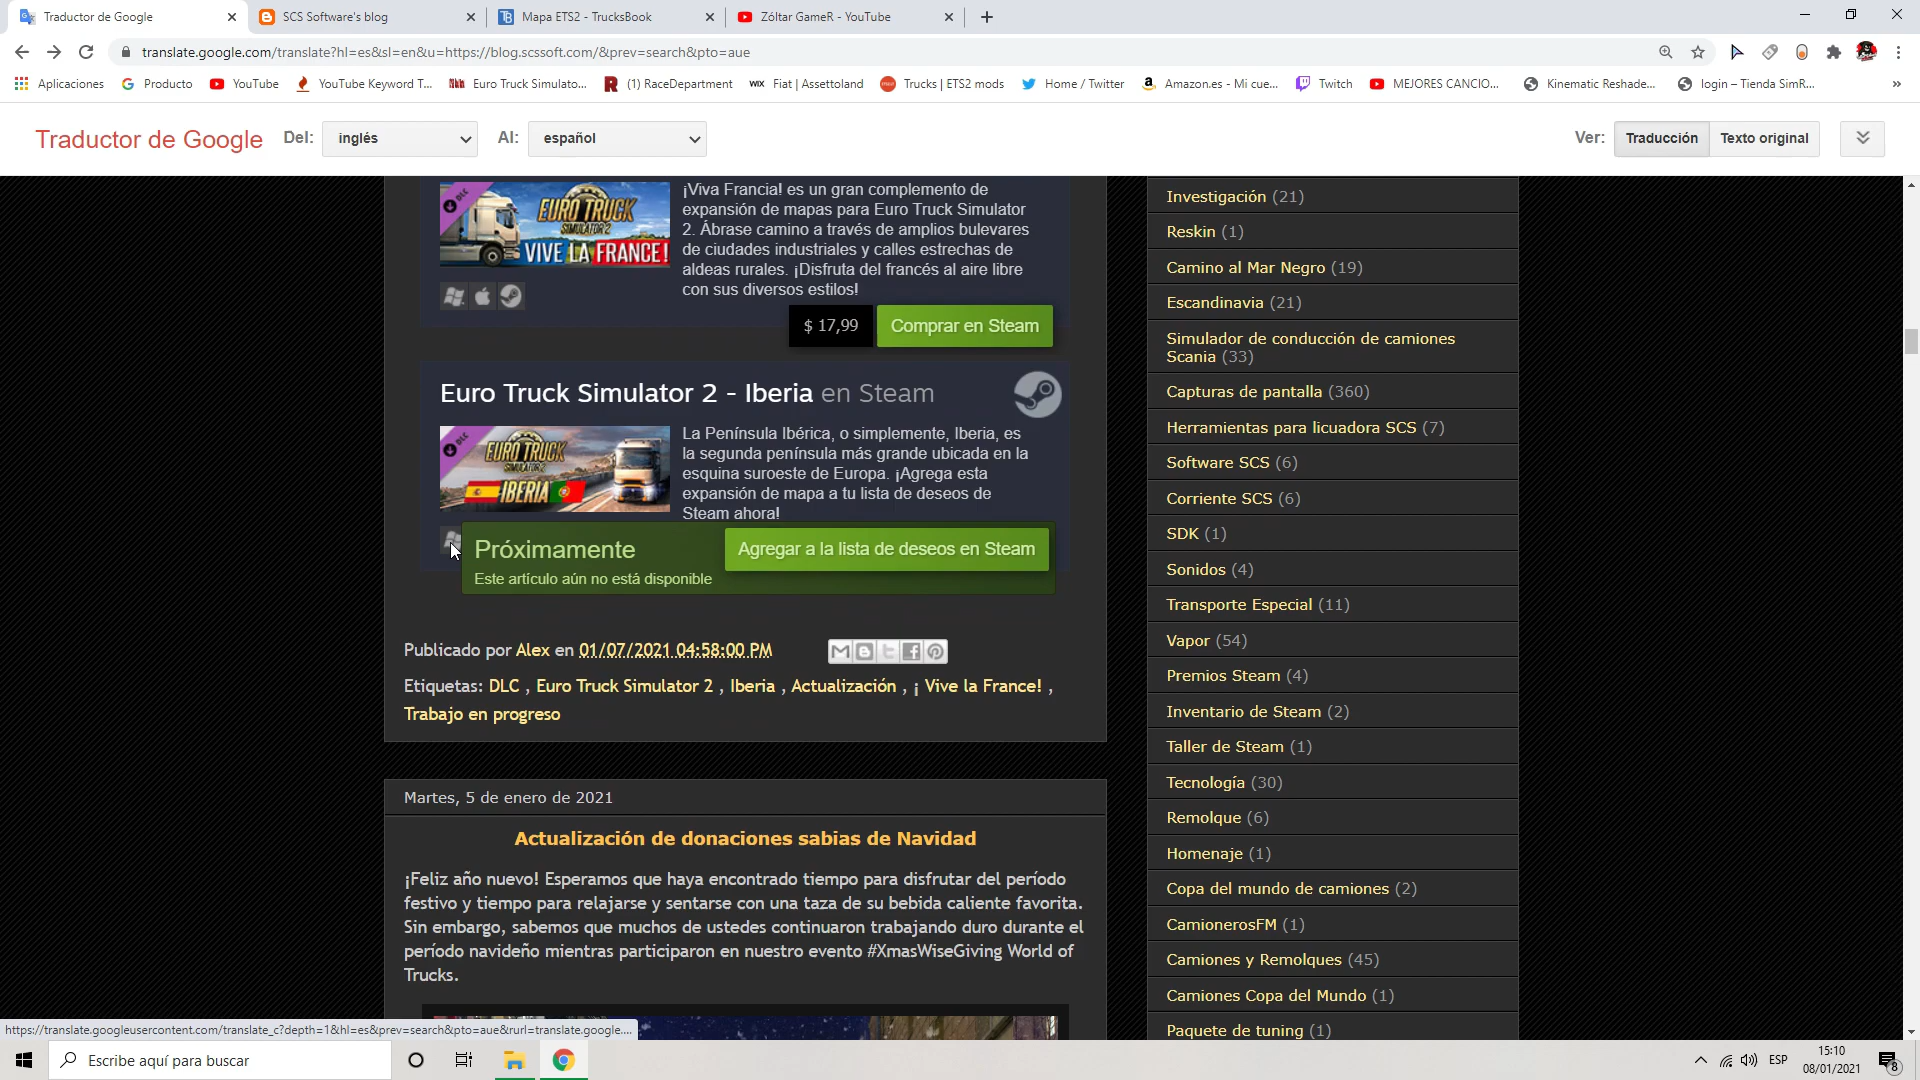 Traductor de Google
SCS Software's blog
Mapa ETS2 - TrucksBook
Zóltar GameR - YouTube
translate.google.com/translate?hl=es&sl=en&u=https://blog.scssoft.com/&prev=search&pto=aue
Aplicaciones
Producto
YouTube
YouTube Keyword T...
Euro Truck Simulato...
(1) RaceDepartment
WIX Fiat | Assettoland
Trucks | ETS2 mods
Home / Twitter
Amazon.es - Mi cue...
Twitch
MEJORES CANCIO...
Kinematic Reshade...
login – Tienda SimR...
»
Traductor de Google
Del: inglés
Al: español
Ver: Traducción Texto original
EURO TRUCK
SIMULATOR 2
VIVE LA FRANCE!
DLC
¡Viva Francia! es un gran complemento de
expansión de mapas para Euro Truck Simulator
2. Ábrase camino a través de amplios bulevares
de ciudades industriales y calles estrechas de
aldeas rurales. ¡Disfruta del francés al aire libre
con sus diversos estilos!
$ 17,99 Comprar en Steam
Euro Truck Simulator 2 - Iberia en Steam
DLC
EURO TRUCK
SIMULATOR 2
IBERIA
La Península Ibérica, o simplemente, Iberia, es
la segunda península más grande ubicada en la
esquina suroeste de Europa. ¡Agrega esta
expansión de mapa a tu lista de deseos de
Steam ahora!
Próximamente
Este artículo aún no está disponible
Agregar a la lista de deseos en Steam
Publicado por Alex en 01/07/2021 04:58:00 PM
Etiquetas: DLC , Euro Truck Simulator 2 , Iberia , Actualización , ¡ Vive la France! ,
Trabajo en progreso
Martes, 5 de enero de 2021
Actualización de donaciones sabias de Navidad
¡Feliz año nuevo! Esperamos que haya encontrado tiempo para disfrutar del período
festivo y tiempo para relajarse y sentarse con una taza de su bebida caliente favorita.
Sin embargo, sabemos que muchos de ustedes continuaron trabajando duro durante el
período navideño mientras participaron en nuestro evento #XmasWiseGiving World of
Trucks.
Investigación (21)
Reskin (1)
Camino al Mar Negro (19)
Escandinavia (21)
Simulador de conducción de camiones
Scania (33)
Capturas de pantalla (360)
Herramientas para licuadora SCS (7)
Software SCS (6)
Corriente SCS (6)
SDK (1)
Sonidos (4)
Transporte Especial (11)
Vapor (54)
Premios Steam (4)
Inventario de Steam (2)
Taller de Steam (1)
Tecnología (30)
Remolque (6)
Homenaje (1)
Copa del mundo de camiones (2)
CamionerosFM (1)
Camiones y Remolques (45)
Camiones Copa del Mundo (1)
Paquete de tuning (1)
https://translate.googleusercontent.com/translate_c?depth=1&hl=es&prev=search&pto=aue&rurl=translate.google....
Escribe aquí para buscar
ESP
15:10
08/01/2021
8